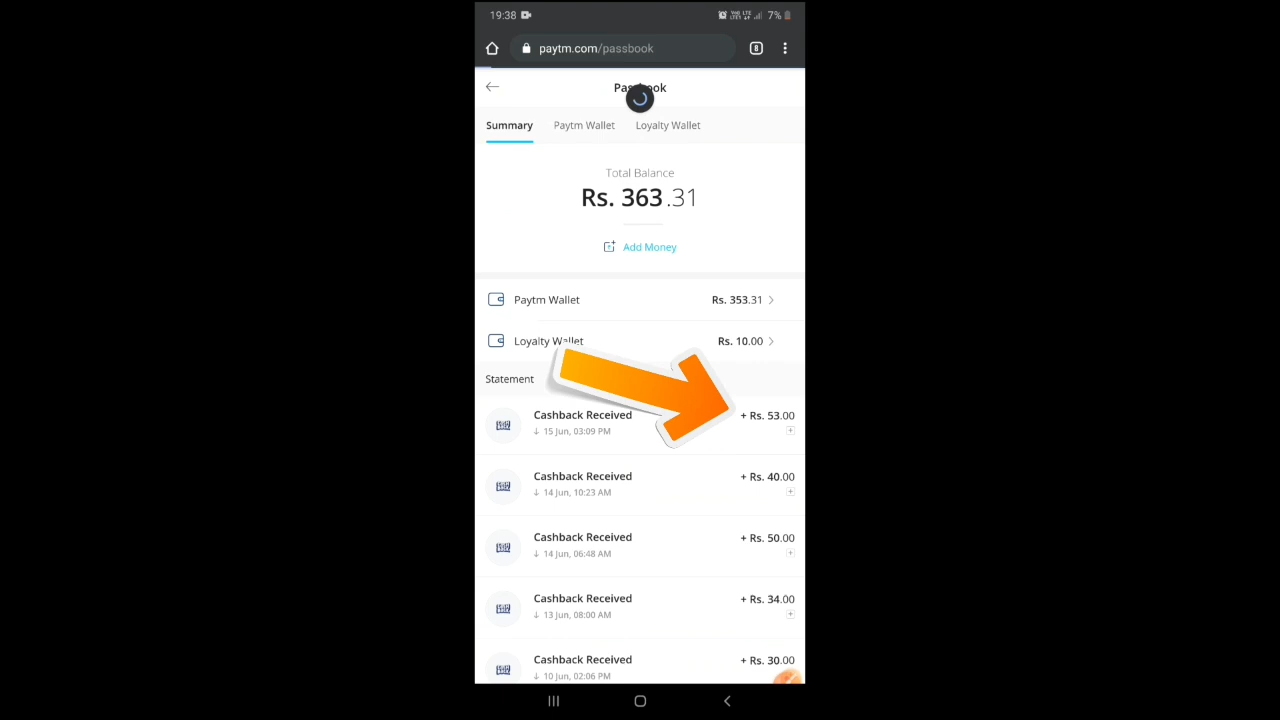 19:38 7%
paytm.com/passbook 8
Passbook
Summary Paytm Wallet Loyalty Wallet
Total Balance
Rs. 363.31
Add Money
Paytm Wallet Rs. 353.31
Loyalty Wallet Rs. 10.00
Statement
Cashback Received + Rs. 53.00
15 Jun, 03:09 PM
Cashback Received + Rs. 40.00
14 Jun, 10:23 AM
Cashback Received + Rs. 50.00
14 Jun, 06:48 AM
Cashback Received + Rs. 34.00
13 Jun, 08:00 AM
Cashback Received + Rs. 30.00
10 Jun, 02:06 PM